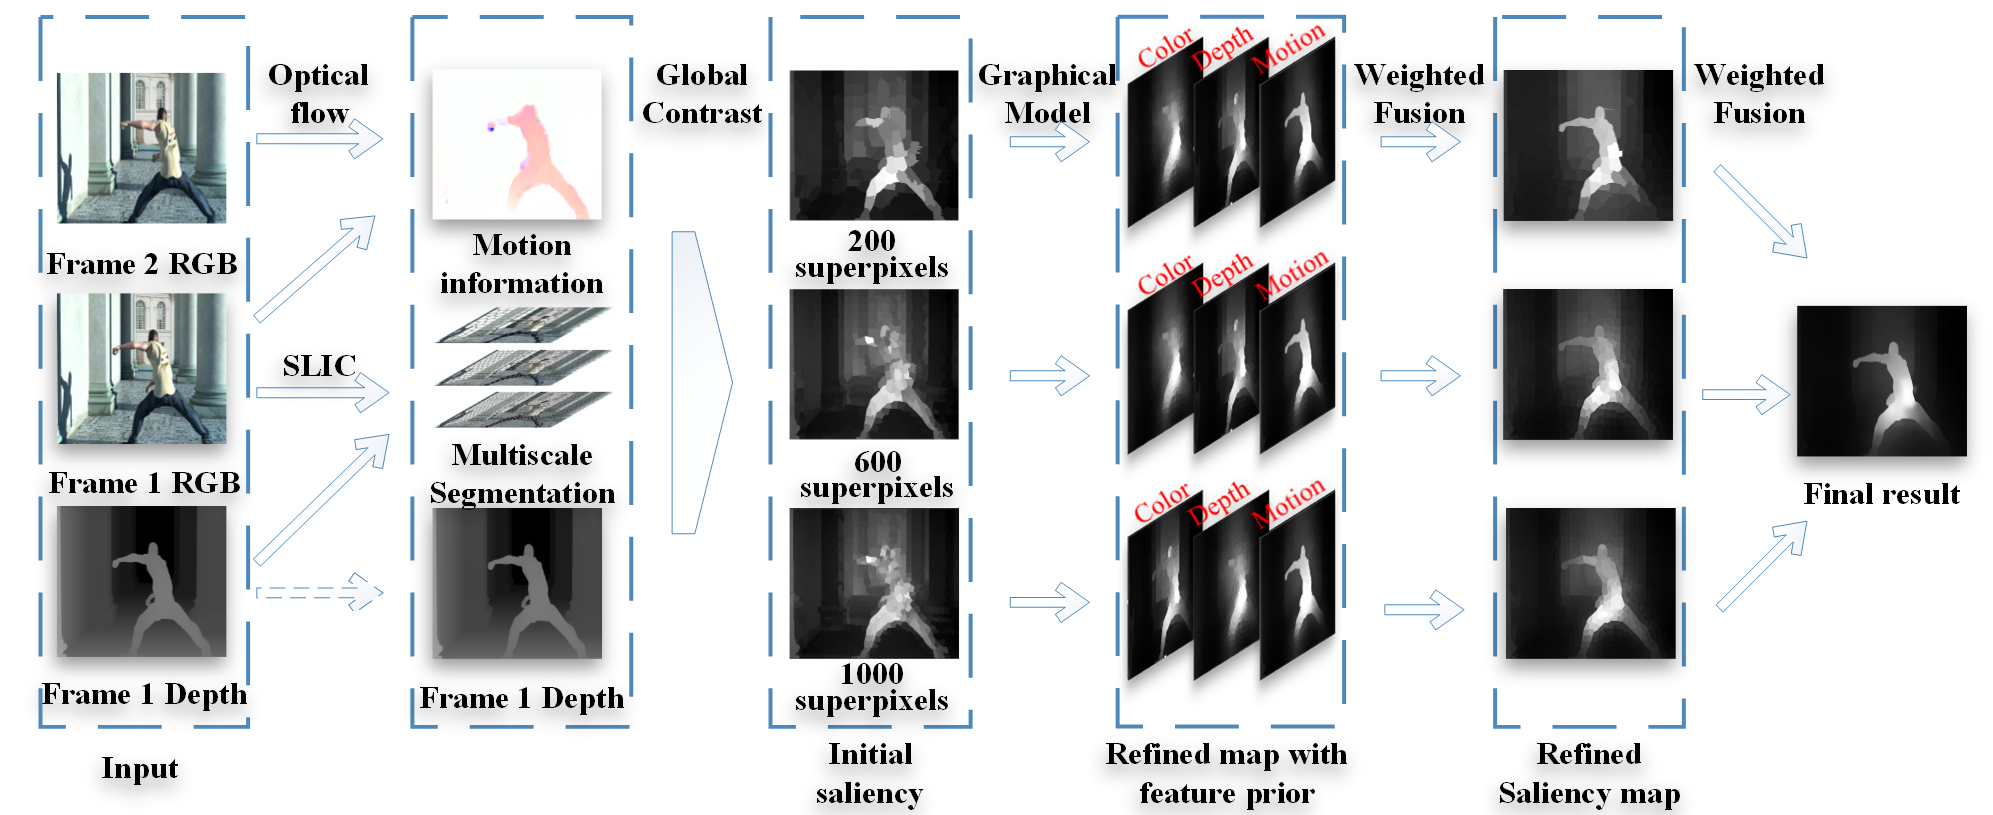 Optical
flow
Frame 2 RGB
Frame 1 RGB
SLIC
Frame 1 Depth
Input
Motion
information
Multiscale
Segmentation
Frame 1 Depth
Global
Contrast
200
superpixels
600
superpixels
1000
superpixels
Initial
saliency
Graphical
Model
Color
Depth
Motion
Color
Depth
Motion
Color
Depth
Motion
Refined map with
feature prior
Weighted
Fusion
Refined
Saliency map
Weighted
Fusion
Final result